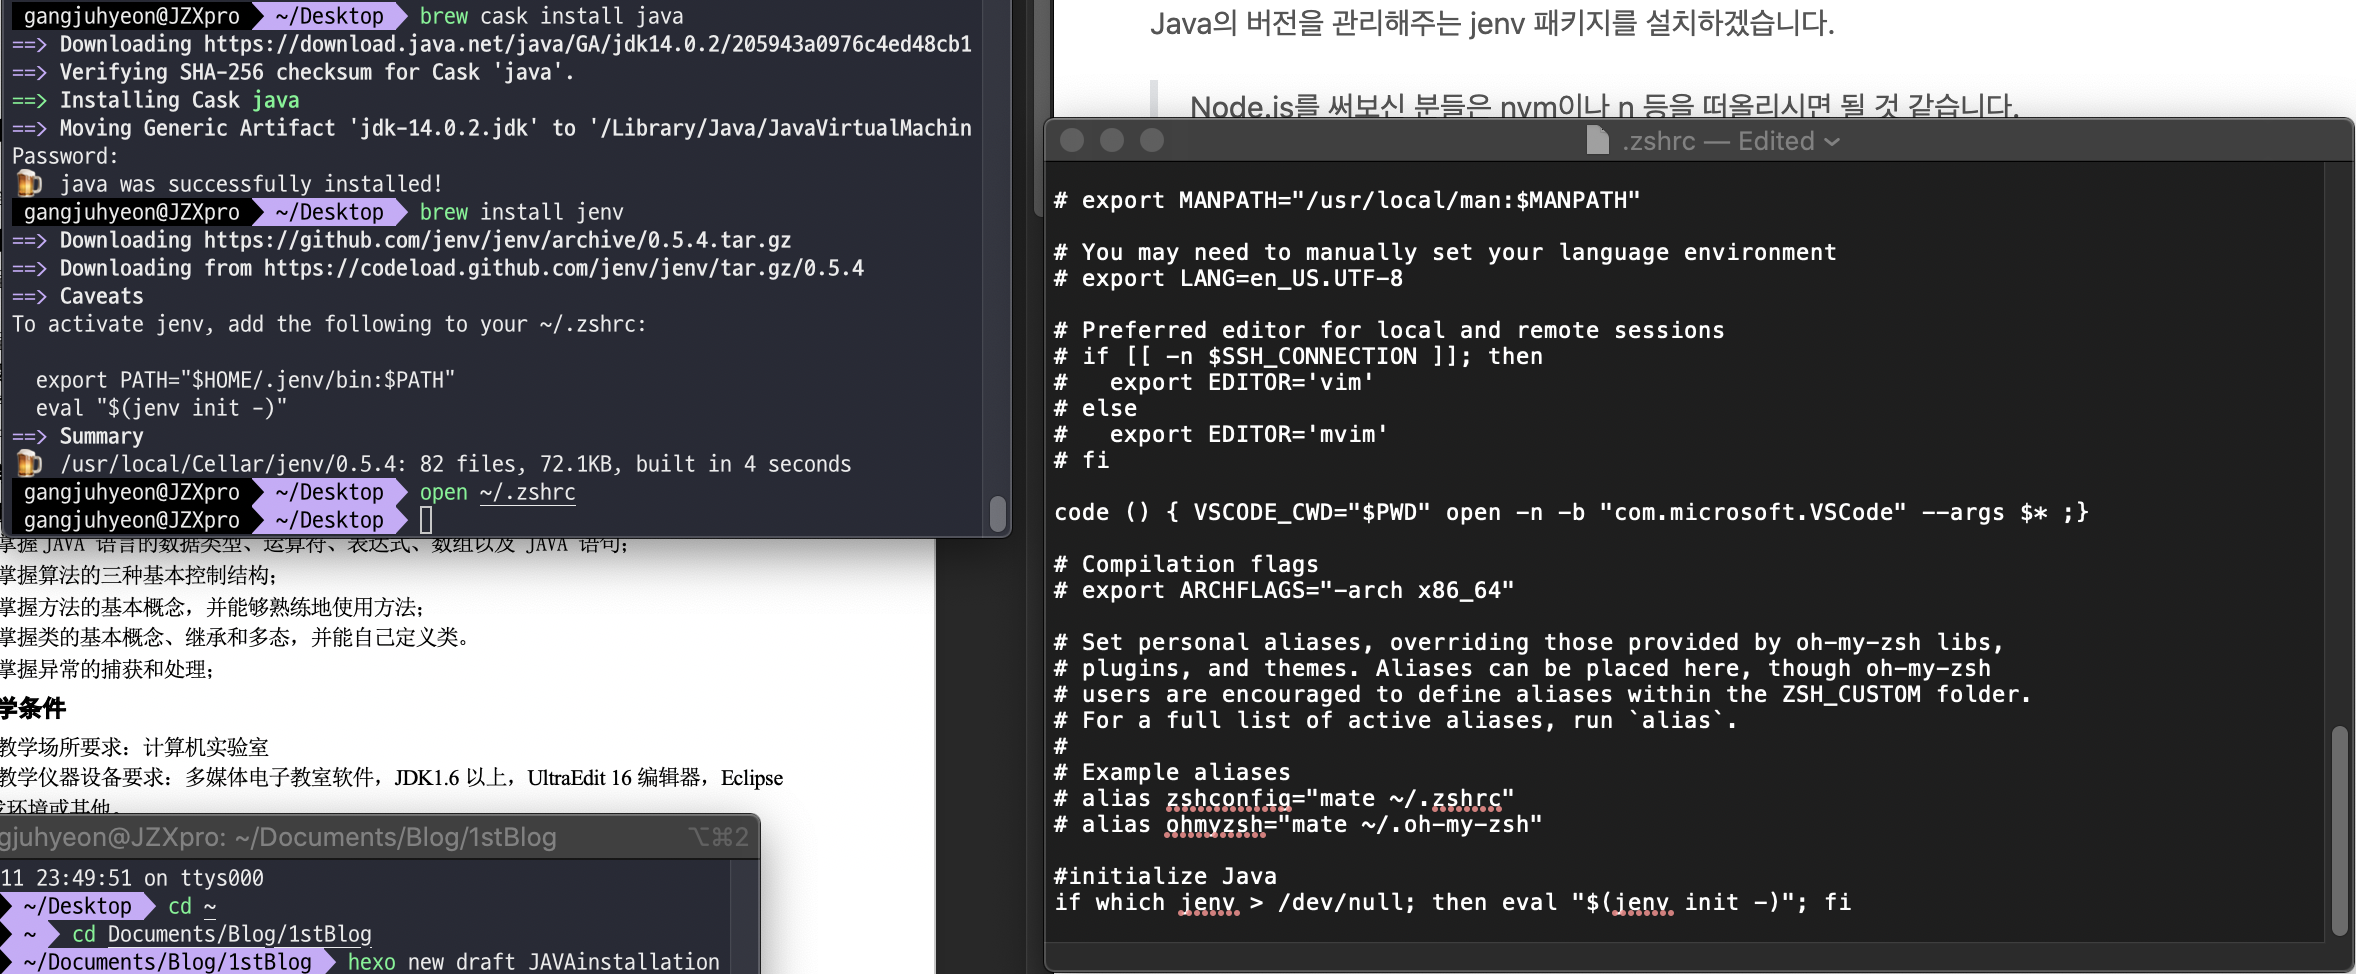 gangjuhyeon@JZXpro ~/Desktop brew cask install java
==> Downloading https://download.java.net/java/GA/jdk14.0.2/205943a0976c4ed48cb1
==> Verifying SHA-256 checksum for Cask 'java'.
==> Installing Cask java
==> Moving Generic Artifact 'jdk-14.0.2.jdk' to '/Library/Java/JavaVirtualMachin
Password:
🍺 java was successfully installed!
gangjuhyeon@JZXpro ~/Desktop brew install jenv
==> Downloading https://github.com/jenv/jenv/archive/0.5.4.tar.gz
==> Downloading from https://codeload.github.com/jenv/jenv/tar.gz/0.5.4
==> Caveats
To activate jenv, add the following to your ~/.zshrc:
export PATH="$HOME/.jenv/bin:$PATH"
eval "$(jenv init -)"
==> Summary
🍺 /usr/local/Cellar/jenv/0.5.4: 82 files, 72.1KB, built in 4 seconds
gangjuhyeon@JZXpro ~/Desktop open ~/.zshrc
gangjuhyeon@JZXpro ~/Desktop
掌握 JAVA 语言的数据类型、运算符、表达式、数组以及 JAVA 语句；
掌握算法的三种基本控制结构；
掌握方法的基本概念，并能够熟练地使用方法；
掌握类的基本概念、继承和多态，并能自己定义类。
掌握异常的捕获和处理；
学条件
教学场所要求：计算机实验室
教学仪器设备要求：多媒体电子教室软件，JDK1.6 以上，UltraEdit 16 编辑器，Eclipse
环境或其他。
gjuhyeon@JZXpro: ~/Documents/Blog/1stBlog ⌥⌘2
11 23:49:51 on ttys000
~/Desktop cd ~
~ cd Documents/Blog/1stBlog
~/Documents/Blog/1stBlog hexo new draft JAVAinstallation
Java의 버전을 관리해주는 jenv 패키지를 설치하겠습니다.
Node.js를 써보신 분들은 nvm이나 n 등을 떠올리시면 될 것 같습니다.
.zshrc — Edited
# export MANPATH="/usr/local/man:$MANPATH"
# You may need to manually set your language environment
# export LANG=en_US.UTF-8
# Preferred editor for local and remote sessions
# if [[ -n $SSH_CONNECTION ]]; then
#   export EDITOR='vim'
# else
#   export EDITOR='mvim'
# fi
code () { VSCODE_CWD="$PWD" open -n -b "com.microsoft.VSCode" --args $* ;}
# Compilation flags
# export ARCHFLAGS="-arch x86_64"
# Set personal aliases, overriding those provided by oh-my-zsh libs,
# plugins, and themes. Aliases can be placed here, though oh-my-zsh
# users are encouraged to define aliases within the ZSH_CUSTOM folder.
# For a full list of active aliases, run `alias`.
#
# Example aliases
# alias zshconfig="mate ~/.zshrc"
# alias ohmyzsh="mate ~/.oh-my-zsh"
#initialize Java
if which jenv > /dev/null; then eval "$(jenv init -)"; fi